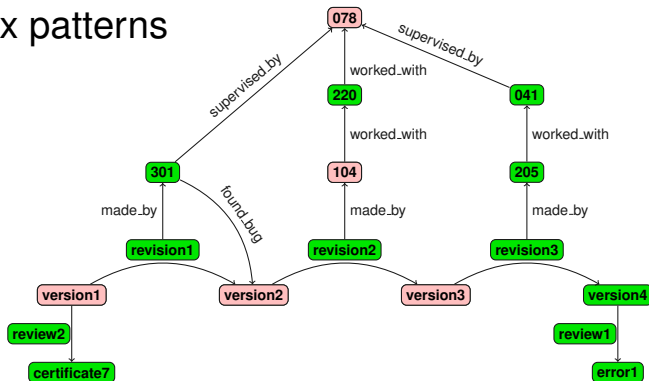 x patterns
078
supervised_by
supervised_by
worked_with
220
041
worked_with
worked_with
301
104
205
found_bug
made_by
made_by
made_by
revision1
revision2
revision3
version1
version2
version3
version4
review2
review1
certificate7
error1